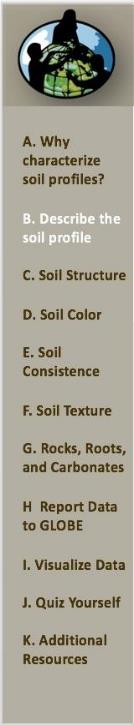 A. Why
characterize
soil profiles?
B. Describe the
soil profile
C. Soil Structure
D. Soil Color
E. Soil
Consistence
F. Soil Texture
G. Rocks, Roots,
and Carbonates
H  Report Data
to GLOBE
I. Visualize Data
J. Quiz Yourself
K. Additional
Resources